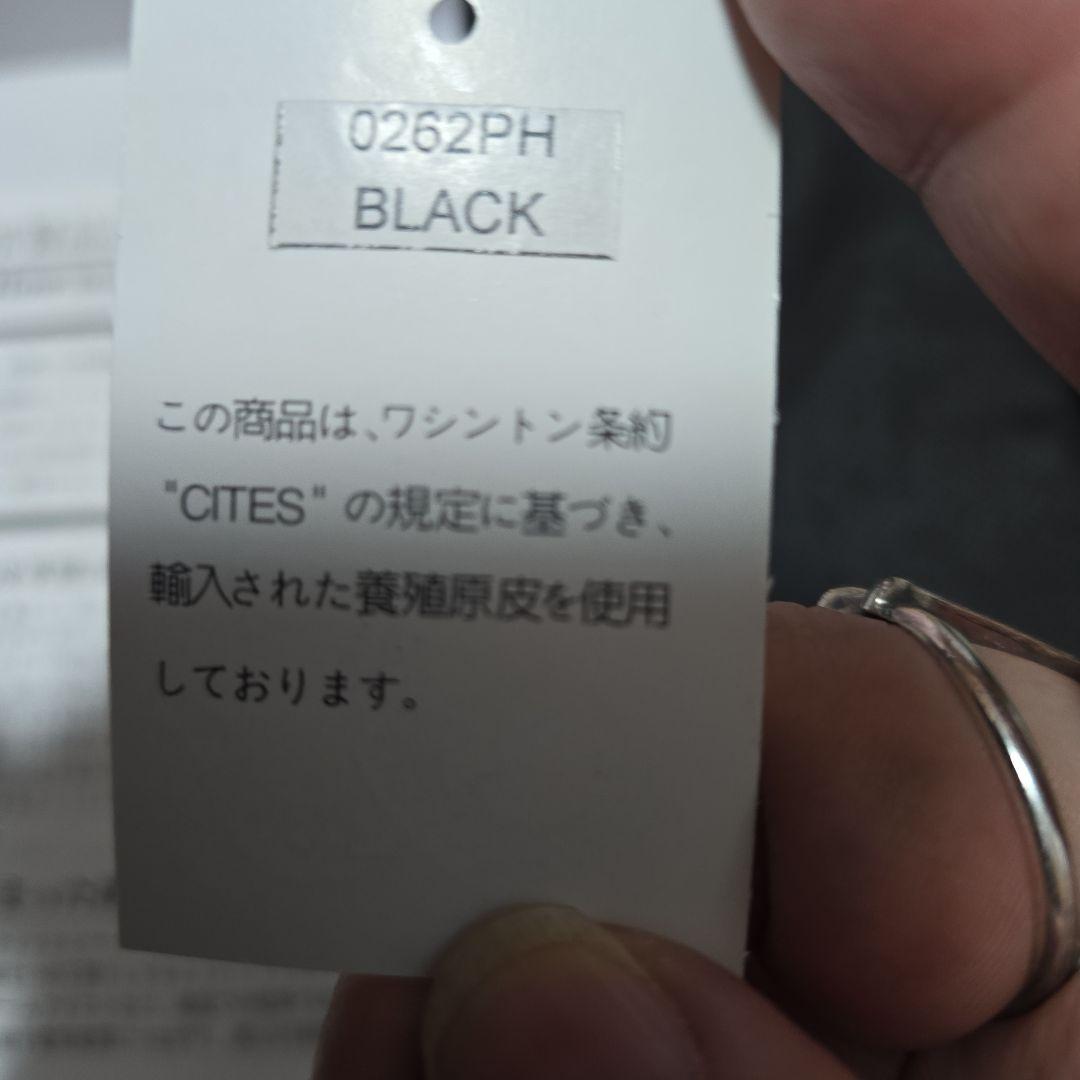 0262PH
BLACK
この商品は、ワシントン条約
"CITES" の規定に基づき、
輸入された養殖原皮を使用
しております。